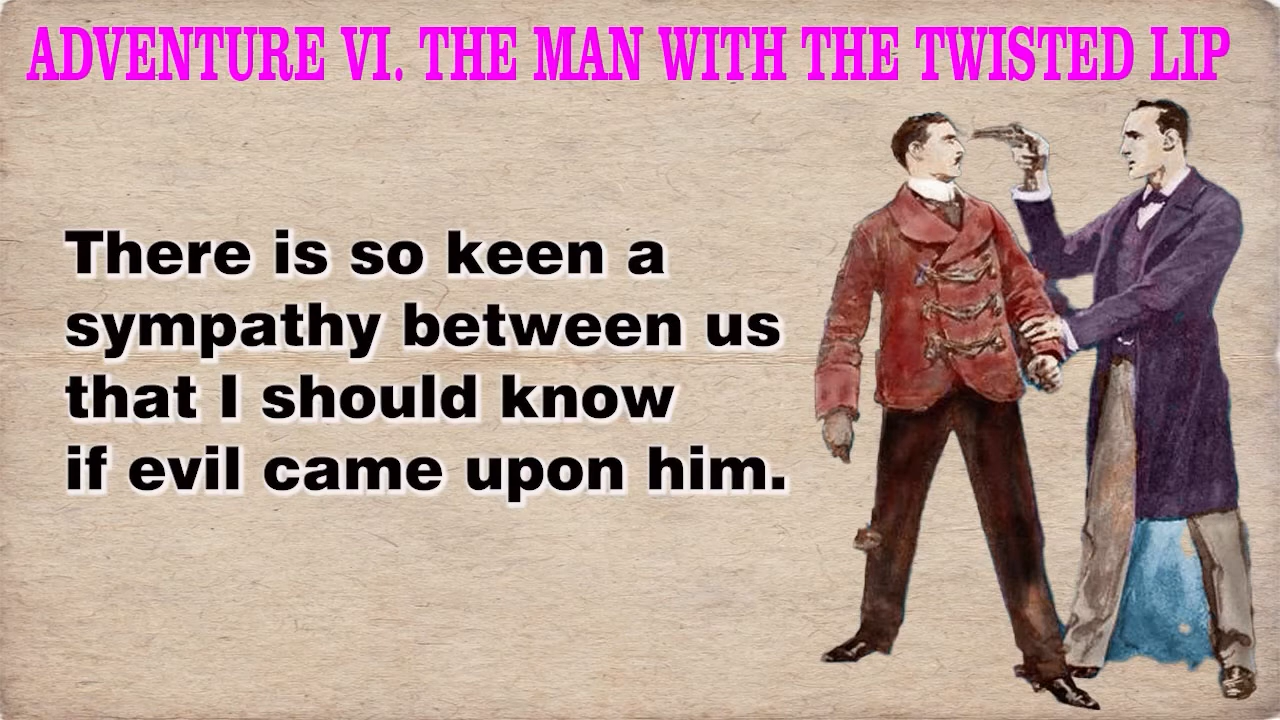 ADVENTURE VI. THE MAN WITH THE TWISTED LIP
There is so keen a
sympathy between us
that I should know
if evil came upon him.